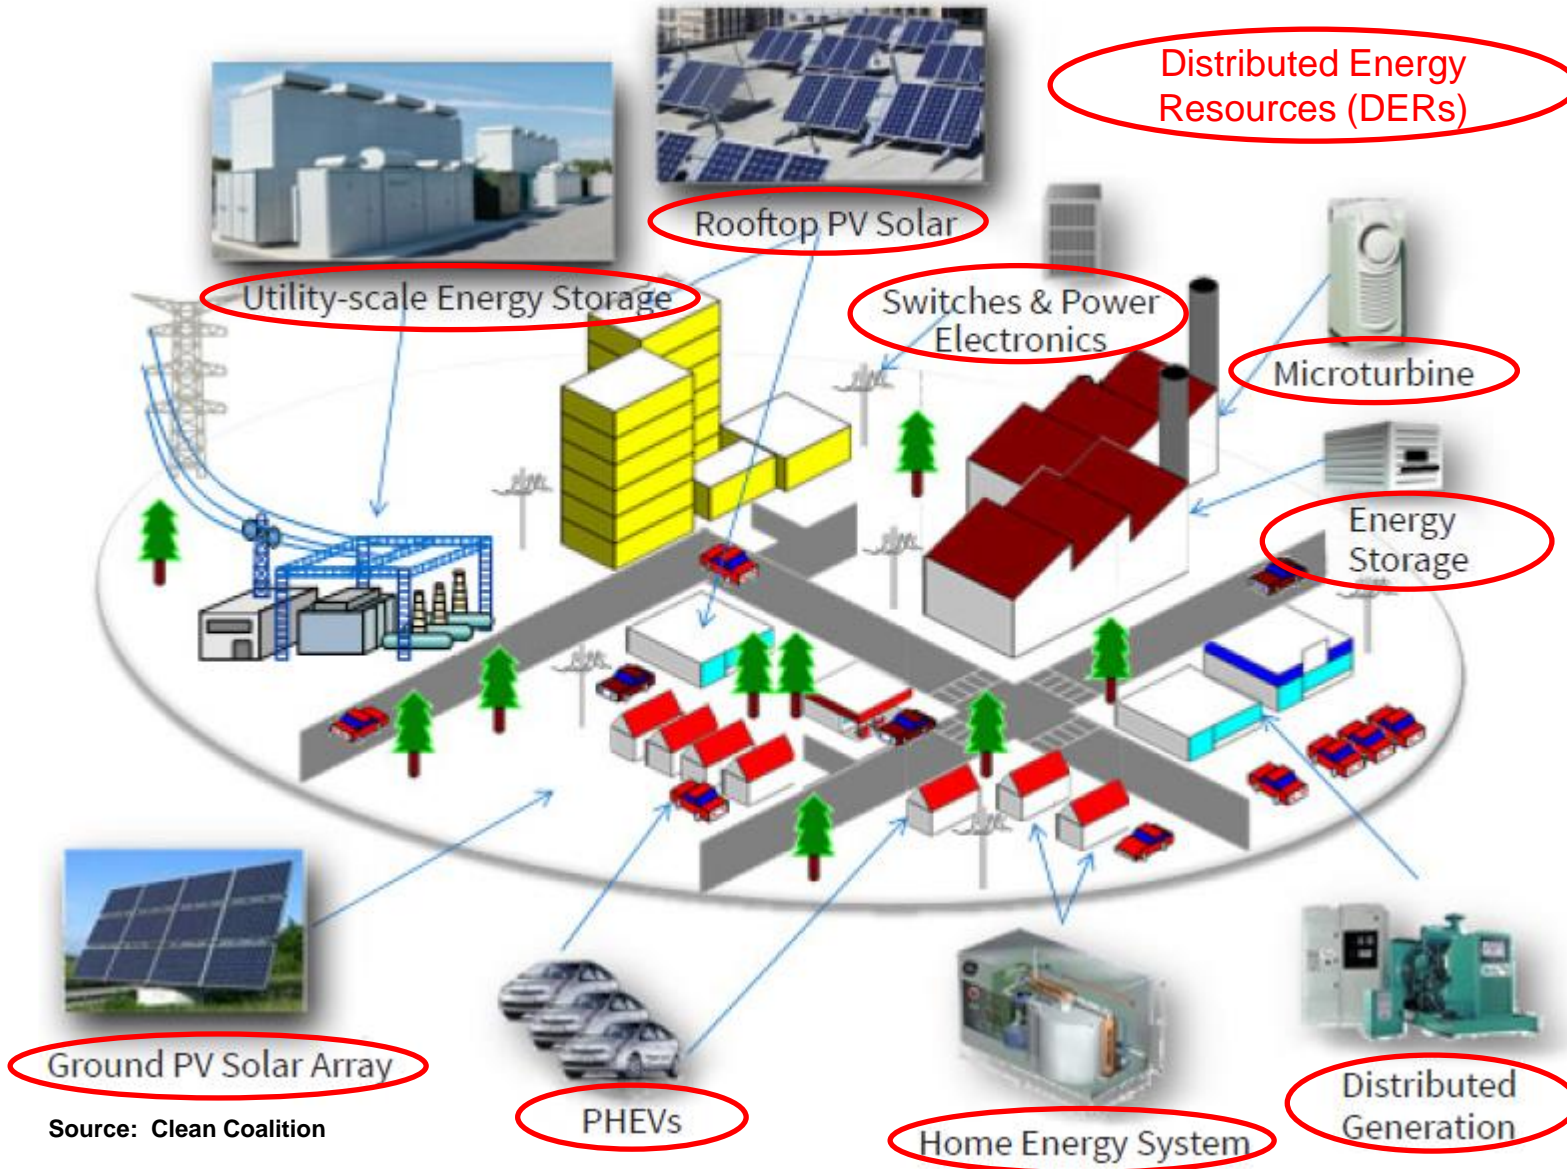 Distributed Energy
Resources (DERs)
Rooftop PV Solar
Utility-scale Energy Storage
Switches & Power
Electronics
Microturbine
Energy
Storage
Ground PV Solar Array
PHEVs
Home Energy System
Distributed
Generation
Source: Clean Coalition